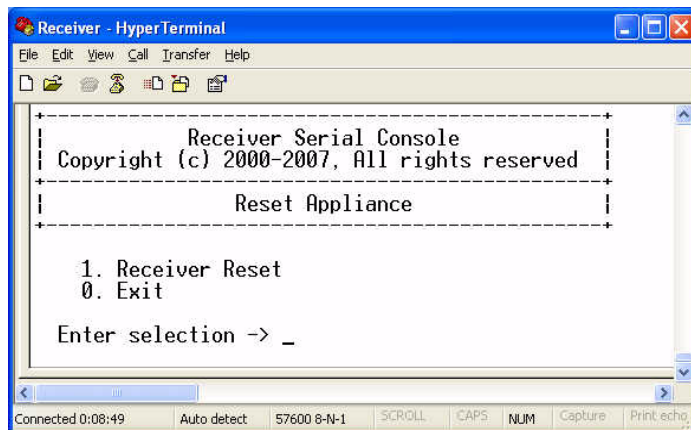 Receiver - HyperTerminal
File Edit View Call Transfer Help
Receiver Serial Console
Copyright (c) 2000-2007, All rights reserved
Reset Appliance
1. Receiver Reset
0. Exit
Enter selection -> _
Connected 0:08:49 Auto detect 57600 8-N-1 SCROLL CAPS NUM Capture Print echo